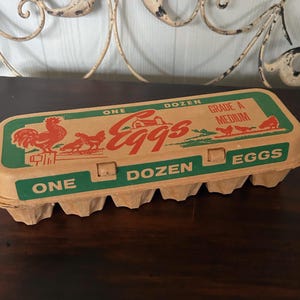 ONE DOZEN
Eggs
GRADE A
MEDIUM
ONE DOZEN EGGS